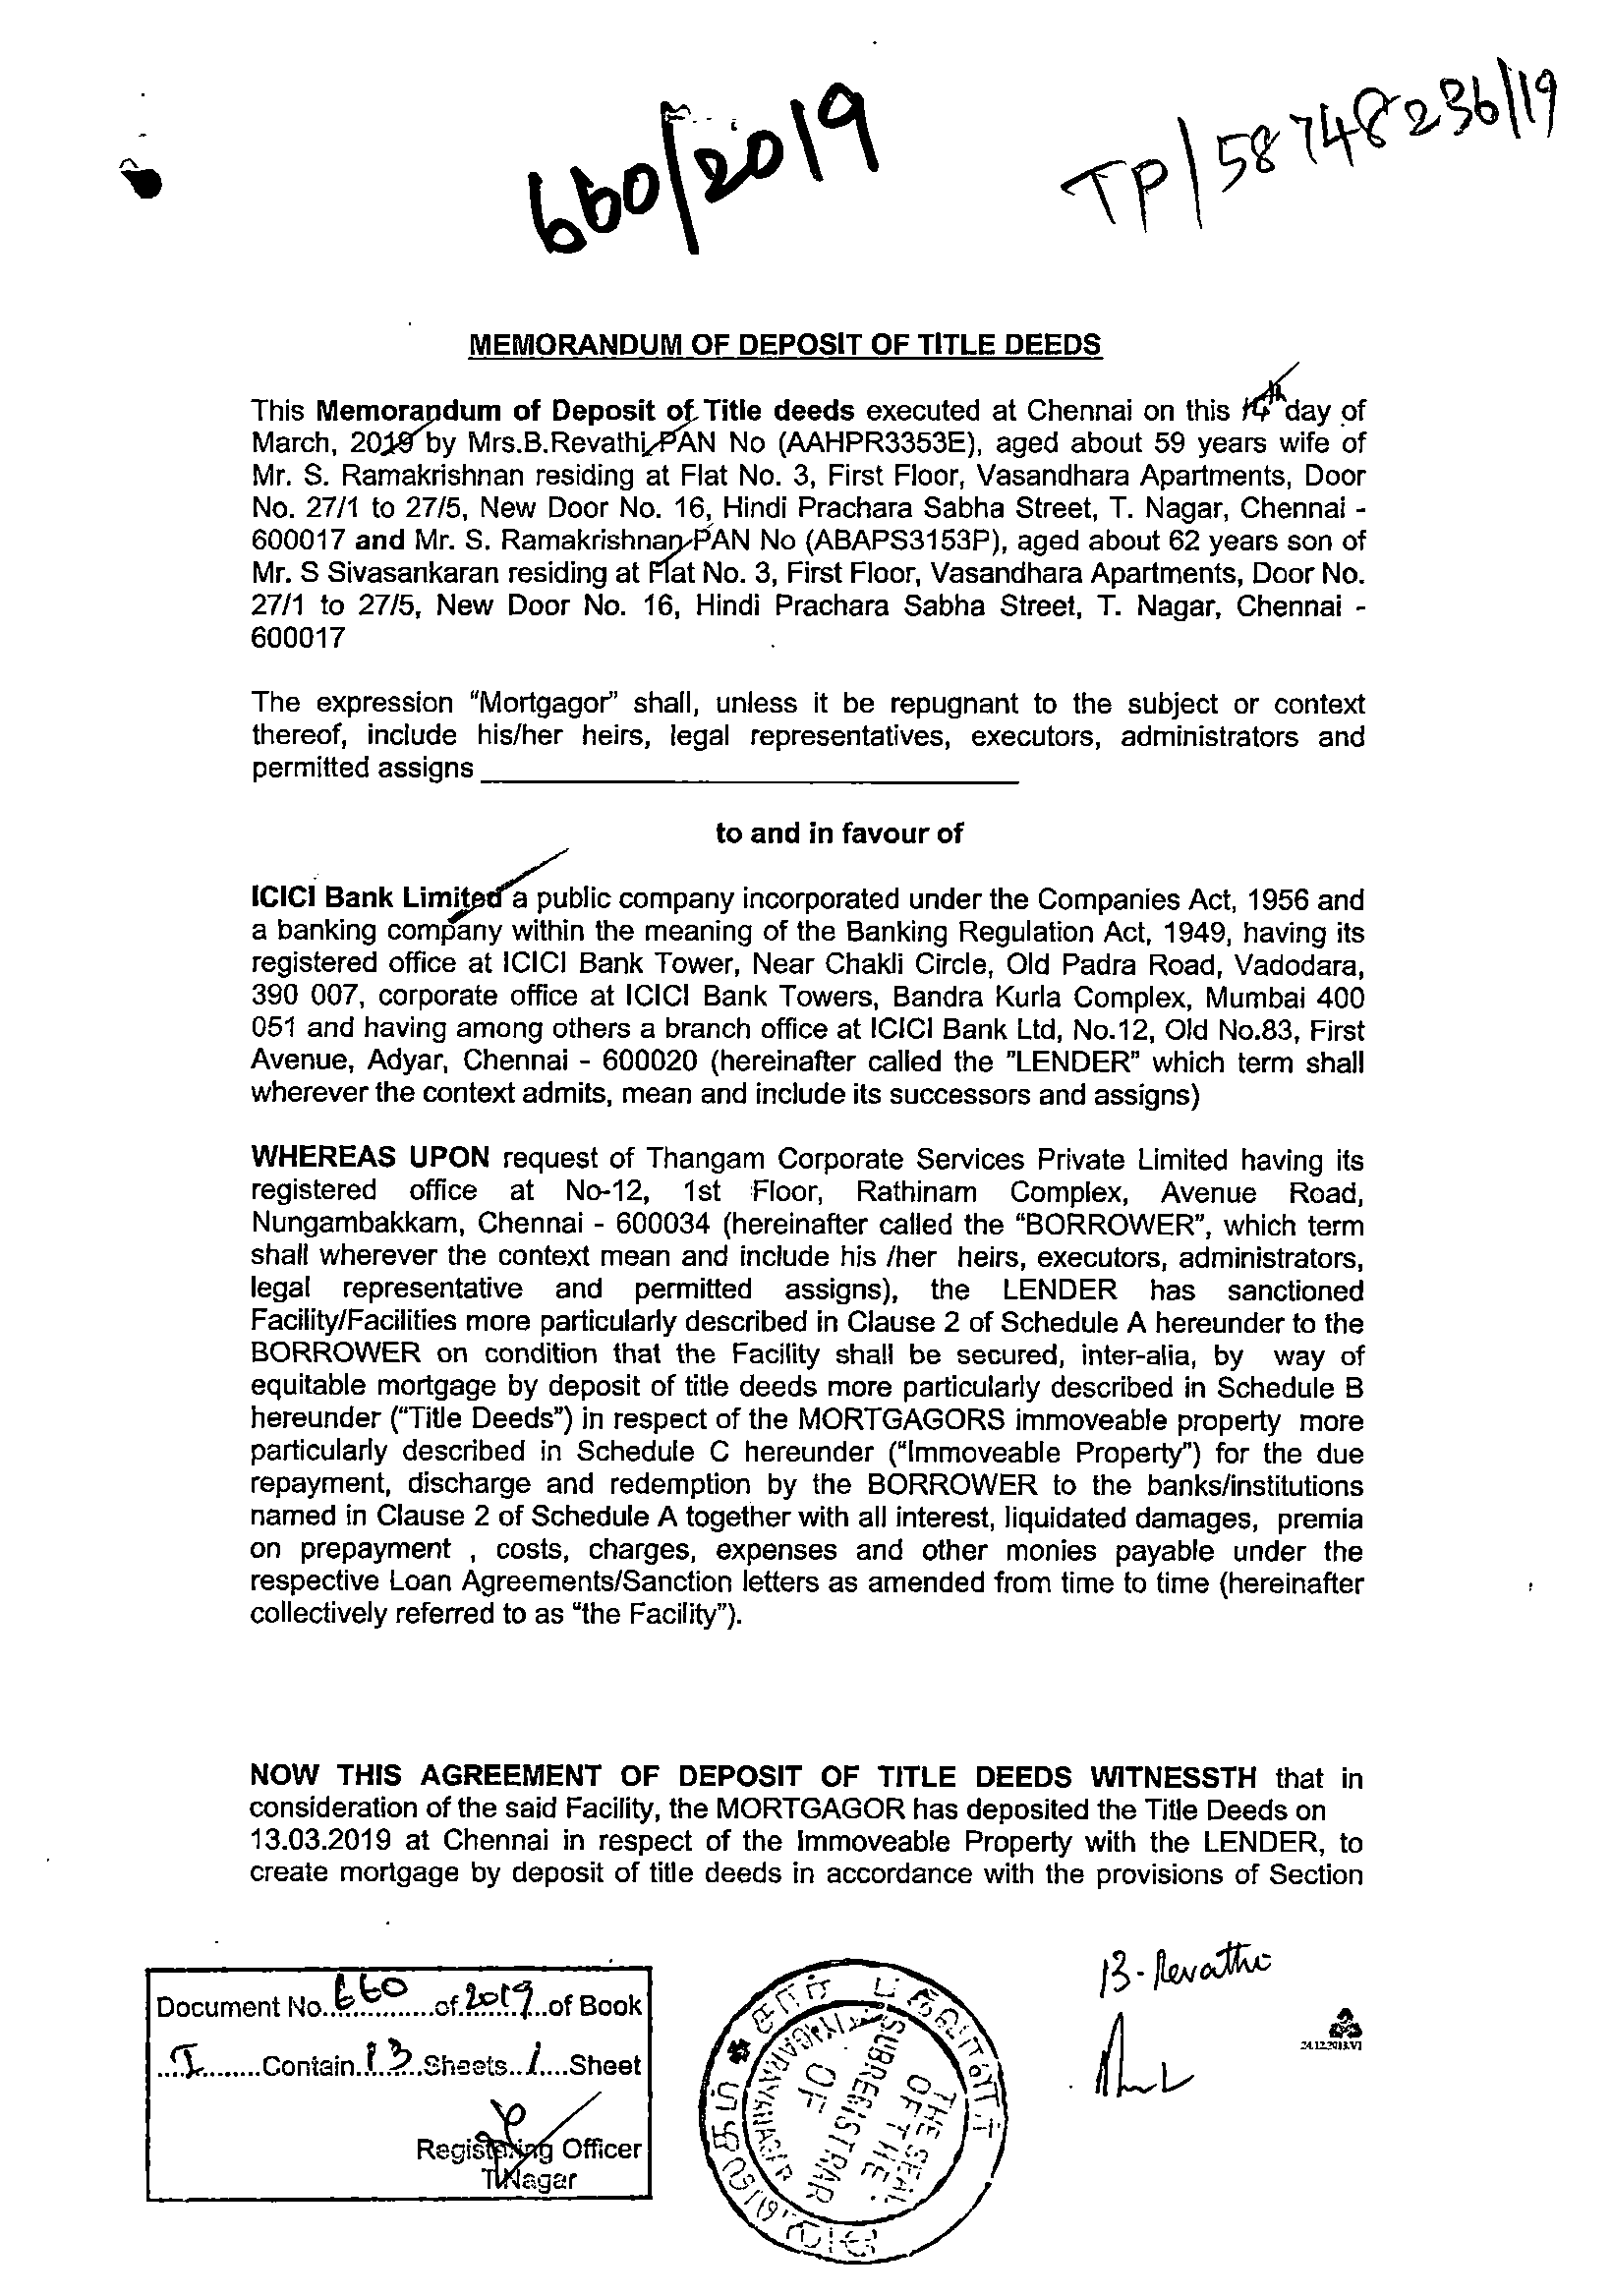 660/2019
TP/58748236/19
MEMORANDUM OF DEPOSIT OF TITLE DEEDS
This Memorandum of Deposit of Title deeds executed at Chennai on this 14th day of
March, 2019 by Mrs.B.Revathi PAN No (AAHPR3353E), aged about 59 years wife of
Mr. S. Ramakrishnan residing at Flat No. 3, First Floor, Vasandhara Apartments, Door
No. 27/1 to 27/5, New Door No. 16, Hindi Prachara Sabha Street, T. Nagar, Chennai -
600017 and Mr. S. Ramakrishnan PAN No (ABAPS3153P), aged about 62 years son of
Mr. S Sivasankaran residing at Flat No. 3, First Floor, Vasandhara Apartments, Door No.
27/1 to 27/5, New Door No. 16, Hindi Prachara Sabha Street, T. Nagar, Chennai -
600017
The expression "Mortgagor" shall, unless it be repugnant to the subject or context
thereof, include his/her heirs, legal representatives, executors, administrators and
permitted assigns
to and in favour of
ICICI Bank Limited a public company incorporated under the Companies Act, 1956 and
a banking company within the meaning of the Banking Regulation Act, 1949, having its
registered office at ICICI Bank Tower, Near Chakli Circle, Old Padra Road, Vadodara,
390 007, corporate office at ICICI Bank Towers, Bandra Kurla Complex, Mumbai 400
051 and having among others a branch office at ICICI Bank Ltd, No.12, Old No.83, First
Avenue, Adyar, Chennai - 600020 (hereinafter called the "LENDER" which term shall
wherever the context admits, mean and include its successors and assigns)
WHEREAS UPON request of Thangam Corporate Services Private Limited having its
registered office at No-12, 1st Floor, Rathinam Complex, Avenue Road,
Nungambakkam, Chennai - 600034 (hereinafter called the "BORROWER", which term
shall wherever the context mean and include his /her heirs, executors, administrators,
legal representative and permitted assigns), the LENDER has sanctioned
Facility/Facilities more particularly described in Clause 2 of Schedule A hereunder to the
BORROWER on condition that the Facility shall be secured, inter-alia, by way of
equitable mortgage by deposit of title deeds more particularly described in Schedule B
hereunder ("Title Deeds") in respect of the MORTGAGORS immoveable property more
particularly described in Schedule C hereunder ("Immoveable Property") for the due
repayment, discharge and redemption by the BORROWER to the banks/institutions
named in Clause 2 of Schedule A together with all interest, liquidated damages, premia
on prepayment , costs, charges, expenses and other monies payable under the
respective Loan Agreements/Sanction letters as amended from time to time (hereinafter
collectively referred to as "the Facility").
NOW THIS AGREEMENT OF DEPOSIT OF TITLE DEEDS WITNESSTH that in
consideration of the said Facility, the MORTGAGOR has deposited the Title Deeds on
13.03.2019 at Chennai in respect of the Immoveable Property with the LENDER, to
create mortgage by deposit of title deeds in accordance with the provisions of Section
Document No..660..of..2019..of Book
..I..Contain..13..Sheets..1..Sheet
Registering Officer
T.Nagar
சார் பதிவாளர்
THE SEAL
OF THE
SUBREGISTRAR
OF
THYAGARAYANAGAR
B-Revathi
24.12.2013.V1